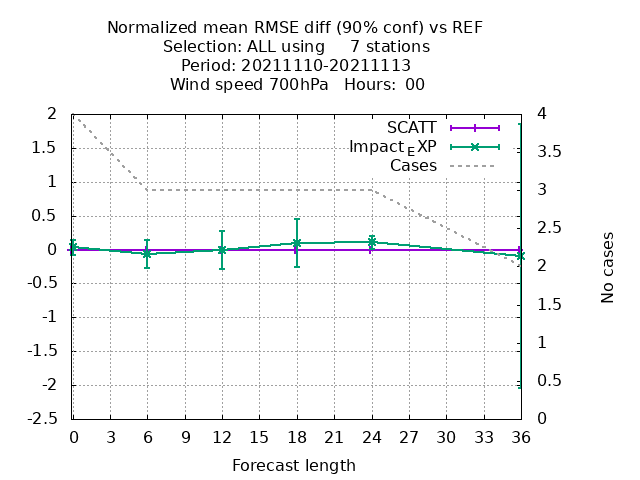 Normalized mean RMSE diff (90% conf) vs REF
Selection: ALL using     7 stations
Period: 20211110-20211113
Wind speed 700hPa   Hours:  00
SCATT
Impact_EXP
Cases
2
1.5
1
0.5
0
-0.5
-1
-1.5
-2
-2.5
4
3.5
3
2.5
2
1.5
1
0.5
0
No cases
0 3 6 9 12 15 18 21 24 27 30 33 36
Forecast length